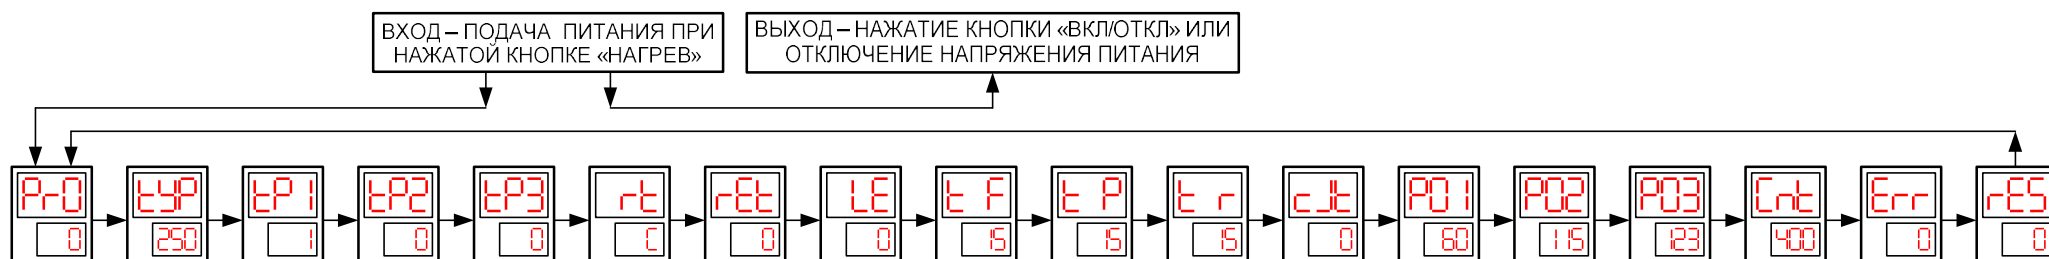 ВХОД – ПОДАЧА ПИТАНИЯ ПРИ
НАЖАТОЙ КНОПКЕ «НАГРЕВ»
ВЫХОД – НАЖАТИЕ КНОПКИ «ВКЛ/ОТКЛ» ИЛИ
ОТКЛЮЧЕНИЕ НАПРЯЖЕНИЯ ПИТАНИЯ
Pr0 tYP tP1 tP2 tP3 rt rEt LE t F t P t r cJt P01 P02 P03 Cnt Err rES
0 250 1 0 0 C 0 0 15 15 15 0 60 115 123 400 0 0